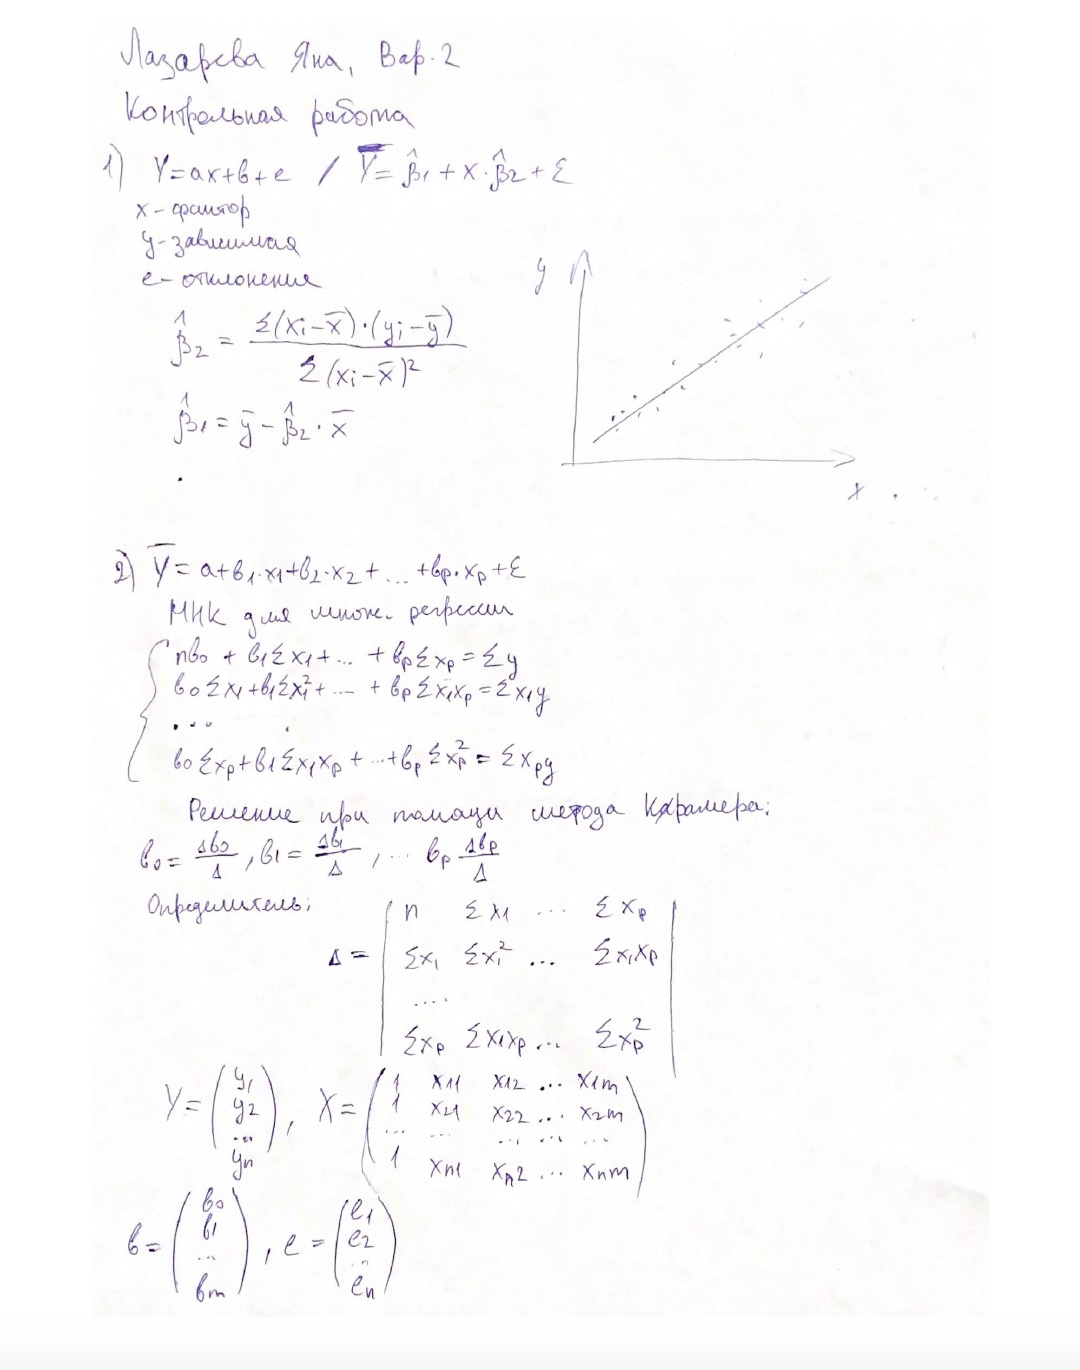 Лазарева Яна, Вар. 2
Контрольная работа
1) Y=ax+b+e / Y̅=β̂1+x·β̂2+Σ
x – фактор
y – зависимая
e – отклонения
β̂2 = Σ(xi–x̅)·(yi–y̅) / Σ(xi–x̅)²
β̂1 = y̅ – β̂2·x̅
y
x
2) Y̅=a+b1·x1+b2·x2+...+bp·xp+ε
МНК для множ. регрессии
nb0 + b1Σx1+... + bpΣxp=Σy
b0Σx1+b1Σx1²+... + bpΣx1xp=Σx1y
...
b0Σxp+b1Σx1xp+...+bpΣxp²=Σxpy
Решение при помощи метода Крамера:
b0=Δb0/Δ, b1=Δb1/Δ, ... bp Δbp/Δ
Определитель:
Δ = | n Σx1 ... Σxp |
| Σx1 Σx1² ... Σx1xp |
....
| Σxp Σx1xp ... Σxp² |
Y=(y1 y2 ... yn), X=(1 x11 x12 ... x1m
1 x21 x22 ... x2m
... ... ... ... ...
1 xn1 xn2 ... xnm)
b=(b0 b1 ... bm), e=(e1 e2 ... en)